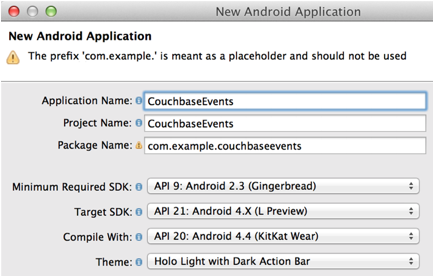 New Android Application
New Android Application
The prefix 'com.example.' is meant as a placeholder and should not be used
Application Name: CouchbaseEvents
Project Name: CouchbaseEvents
Package Name: com.example.couchbaseevents
Minimum Required SDK: API 9: Android 2.3 (Gingerbread)
Target SDK: API 21: Android 4.X (L Preview)
Compile With: API 20: Android 4.4 (KitKat Wear)
Theme: Holo Light with Dark Action Bar